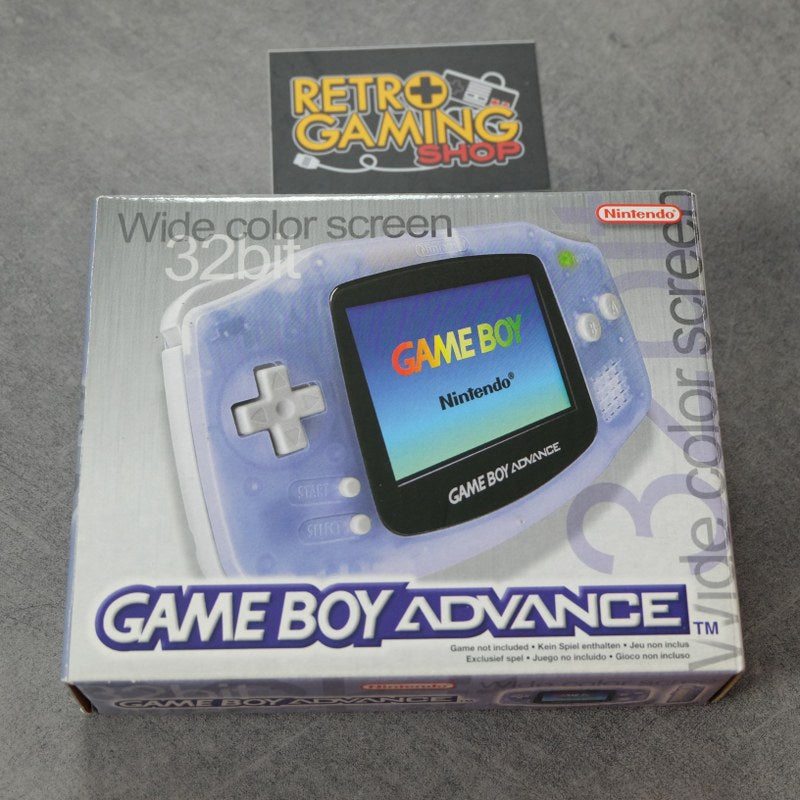 RETRO
GAMING
SHOP
Wide color screen
32bit
Nintendo®
GAME BOY
Nintendo®
GAME BOY ADVANCE
START
SELECT
B
A
32bit
Wide color screen
GAME BOY ADVANCE™
Game not included • Kein Spiel enthalten • Jeu non inclus
Exclusief spel • Juego no incluido • Gioco non incluso
32bit
Nintendo
GAME BOY ADVANCE